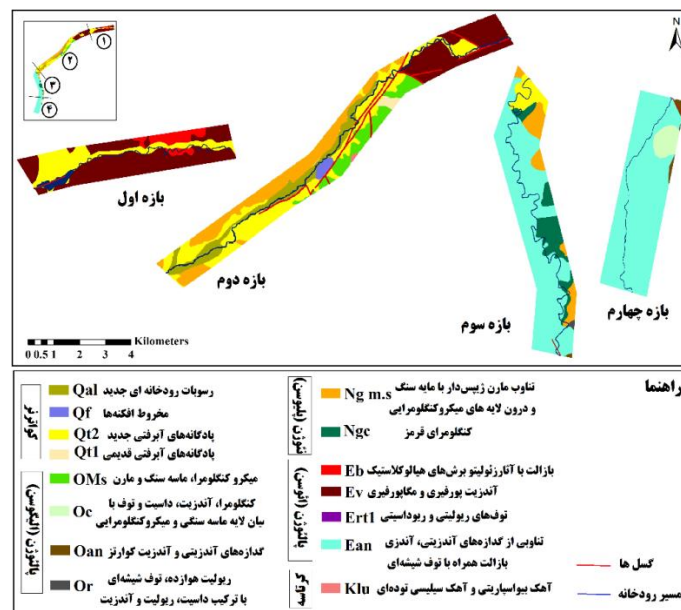 N
۱
۲
۳
۴
بازه اول
بازه دوم
بازه سوم
بازه چهارم
Kilometers
0 0.5 1 2 3 4
راهنما
کواترنر
Qal رسوبات رودخانه ای جدید
Qf مخروط افکنه‌ها
Qt2 پادگانه‌های آبرفتی جدید
Qt1 پادگانه‌های آبرفتی قدیمی
پالئوژن (الیگوسن)
OMs میکرو کنگلومرا، ماسه سنگ و مارن
Oc کنگلومرا، آندزیت، داسیت و توف با
بیان لایه ماسه سنگی و میکروکنگلومرایی
Oan گدازه‌های آندزیتی و آندزیت کوارتز
Or ریولیت هوازده، توف شیشه‌ای
با ترکیب داسیت، ریولیت و آندزیت
نئوژن (پلیوسن)
Ng m.s تناوب مارن ژیپس‌دار با مایه سنگ
و درون لایه های میکروکنگلومرایی
Ngc کنگلومرای قرمز
پالئوژن (ائوسن)
Eb بازالت با آثارزئولیتو برش‌های هیالوکلاستیک
Ev آندزیت پورفیری و مگاپورفیری
Ert1 توف‌های ریولیتی و ریوداسیتی
Ean تناوبی از گدازه‌های آندزیتی، آندزی
بازالت همراه با توف شیشه‌ای
Klu آهک بیواسپاریتی و آهک سیلیسی توده‌ای
گسل ها
مسیر رودخانه